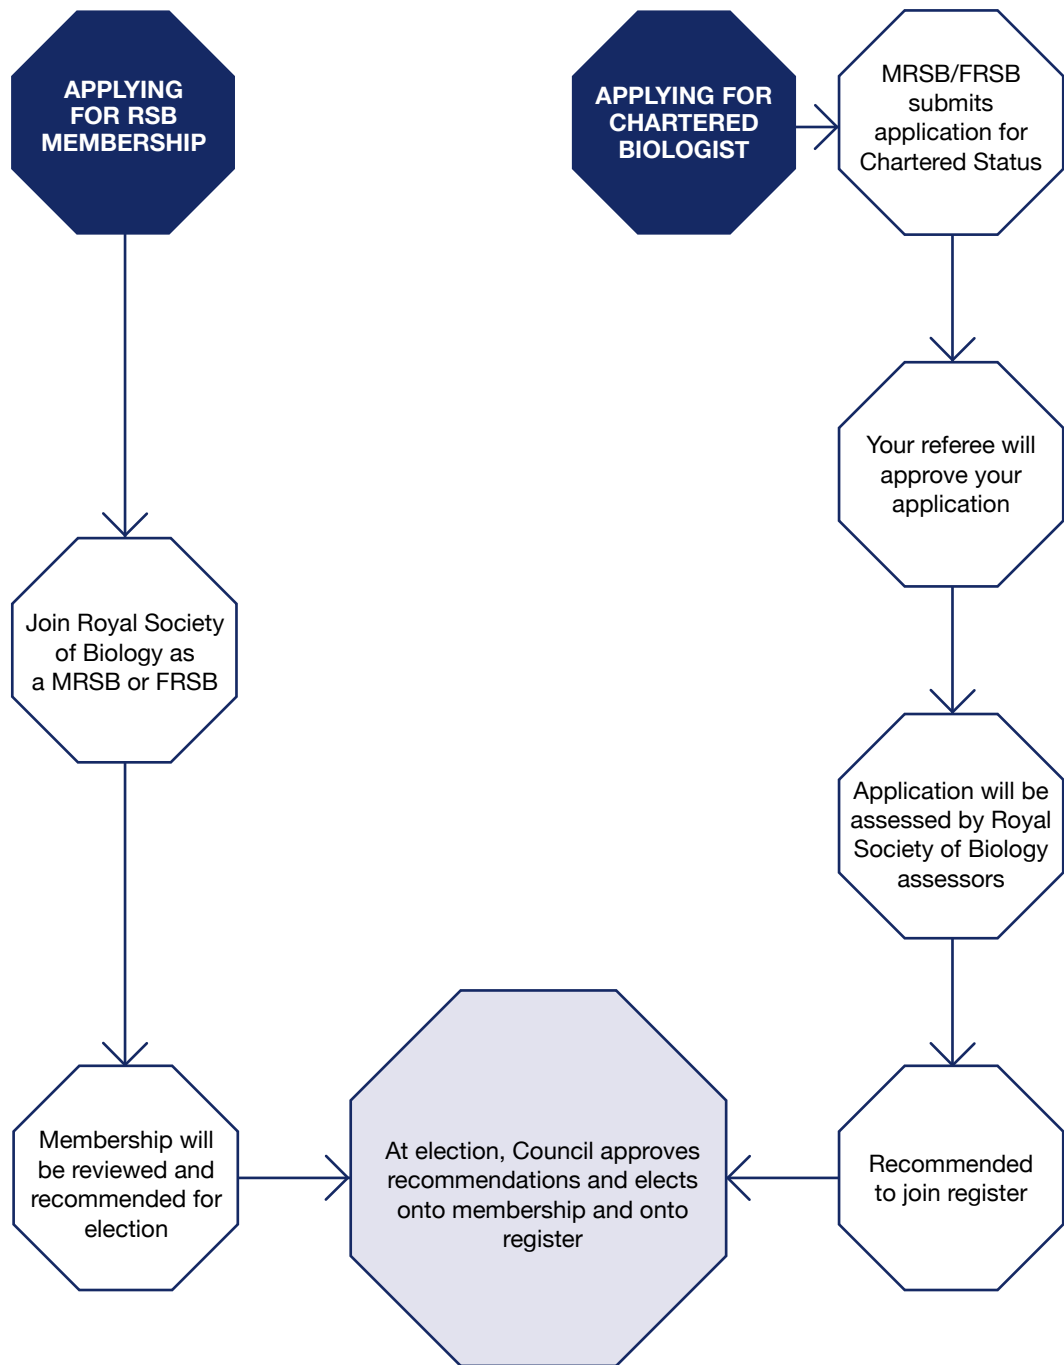 APPLYING
FOR RSB
MEMBERSHIP
APPLYING FOR
CHARTERED
BIOLOGIST
MRSB/FRSB
submits
application for
Chartered Status
Your referee will
approve your
application
Join Royal Society
of Biology as
a MRSB or FRSB
Application will be
assessed by Royal
Society of Biology
assessors
Membership will
be reviewed and
recommended for
election
At election, Council approves
recommendations and elects
onto membership and onto
register
Recommended
to join register